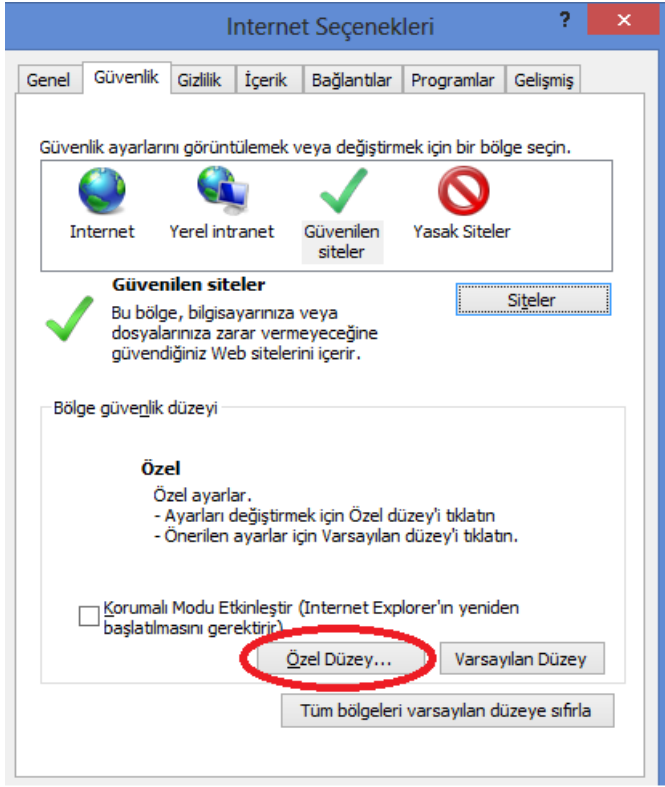 Internet Seçenekleri
?
×
Genel Güvenlik Gizlilik İçerik Bağlantılar Programlar Gelişmiş
Güvenlik ayarlarını görüntülemek veya değiştirmek için bir bölge seçin.
Internet Yerel intranet Güvenilen siteler Yasak Siteler
Güvenilen siteler
Bu bölge, bilgisayarınıza veya
dosyalarınıza zarar vermeyeceğine
güvendiğiniz Web sitelerini içerir.
Siteler
Bölge güvenlik düzeyi
Özel
Özel ayarlar.
- Ayarları değiştirmek için Özel düzey'i tıklatın
- Önerilen ayarlar için Varsayılan düzey'i tıklatın.
Korumalı Modu Etkinleştir (Internet Explorer'ın yeniden
başlatılmasını gerektirir)
Özel Düzey... Varsayılan Düzey
Tüm bölgeleri varsayılan düzeye sıfırla